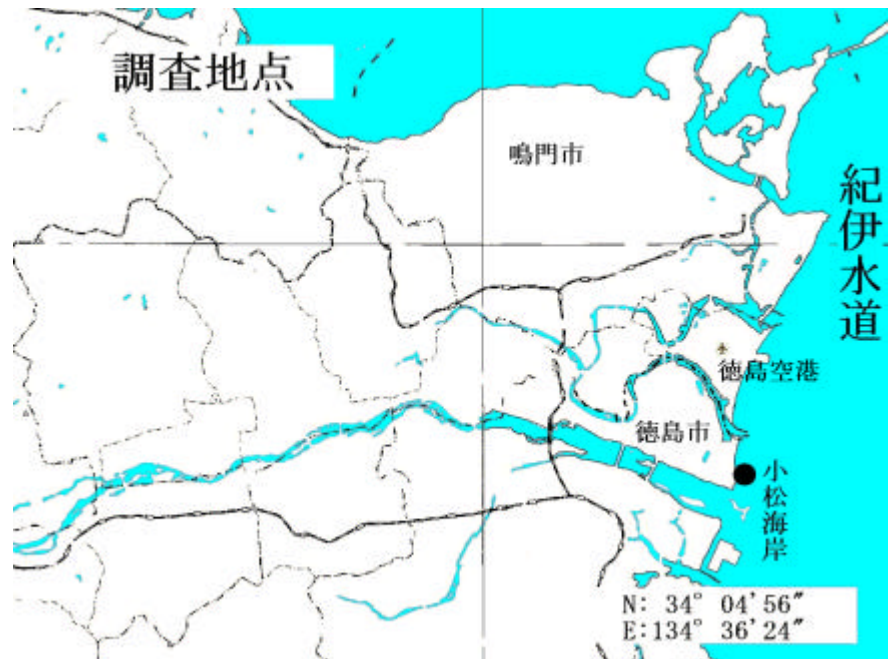 調査地点
鳴門市
紀伊水道
徳島空港
徳島市
小松海岸
N: 34° 04'56"
E:134° 36'24"